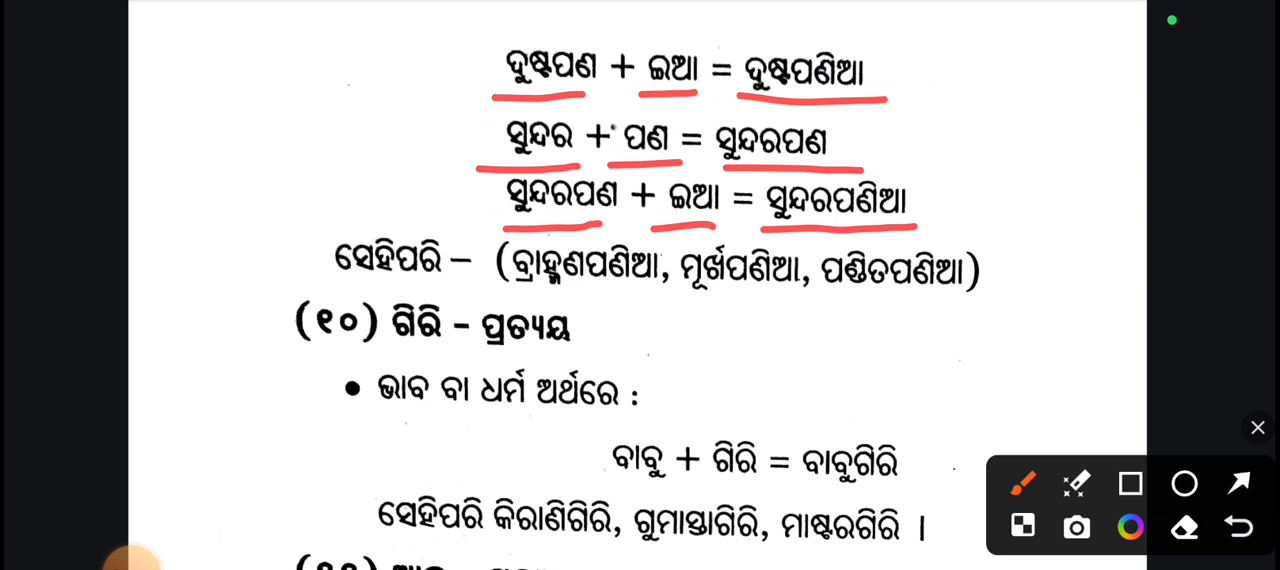 ଦୁଷ୍ଟପଣ + ଇଆ = ଦୁଷ୍ଟପଣିଆ
ସୁନ୍ଦର + ପଣ = ସୁନ୍ଦରପଣ
ସୁନ୍ଦରପଣ + ଇଆ = ସୁନ୍ଦରପଣିଆ
ସେହିପରି – (ବ୍ରାହ୍ମଣପଣିଆ, ମୂର୍ଖପଣିଆ, ପଣ୍ଡିତପଣିଆ)
(୧୦) ଗିରି – ପ୍ରତ୍ୟୟ
• ଭାବ ବା ଧର୍ମ ଅର୍ଥରେ :
ବାବୁ + ଗିରି = ବାବୁଗିରି
ସେହିପରି କିରାଣିଗିରି, ଗୁମାସ୍ତାଗିରି, ମାଷ୍ଟରଗିରି ।